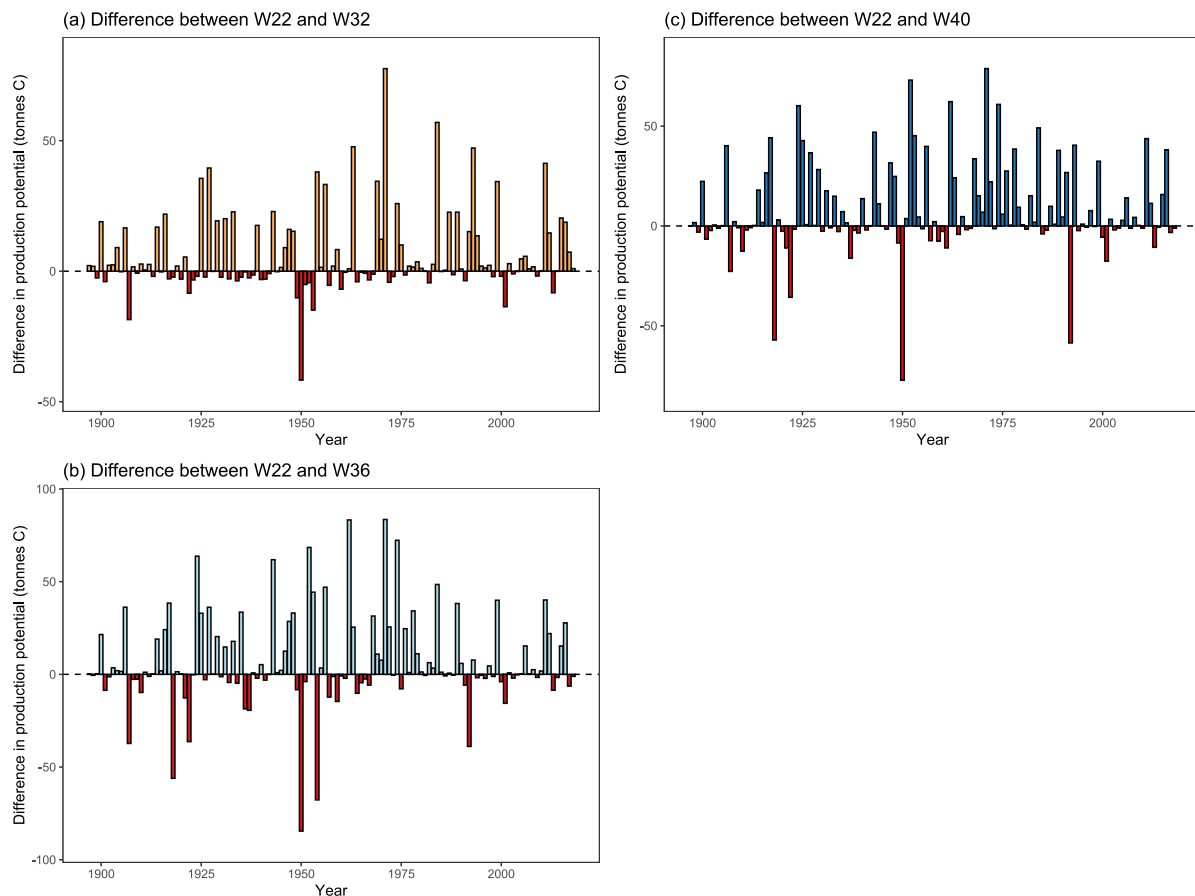 (a) Difference between W22 and W32
Difference in production potential (tonnes C)
50
0
-50
1900 1925 1950 1975 2000
Year
(c) Difference between W22 and W40
Difference in production potential (tonnes C)
50
0
-50
1900 1925 1950 1975 2000
Year
(b) Difference between W22 and W36
Difference in production potential (tonnes C)
100
50
0
-50
-100
1900 1925 1950 1975 2000
Year